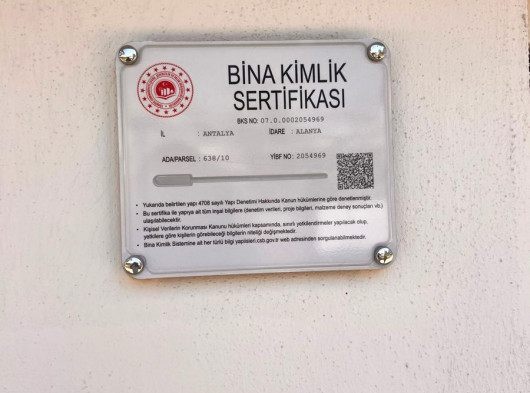 BİNA KİMLİK
SERTİFİKASI
BKS NO: 07.0.0002054969
İL : ANTALYA İDARE : ALANYA
ADA/PARSEL : 638/10 YİBF NO : 2054969
• Yukarıda belirtilen yapı 4708 sayılı Yapı Denetimi Hakkında Kanun hükümlerine göre denetlenmiştir.
• Bu sertifika ile yapıya ait tüm inşai bilgilere (denetim verileri, proje bilgileri, malzeme deney sonuçları vb.)
ulaşılabilecektir.
• Kişisel Verilerin Korunması Kanunu hükümleri kapsamında, sınırlı yetkilendirmeler yapılacak olup,
yetkilere göre kişilerin görebileceği bilgilerin niteliği değişmektedir.
• Bina Kimlik Sistemine ait her türlü bilgi yapisleri.csb.gov.tr web adresinden sorgulanabilmektedir.